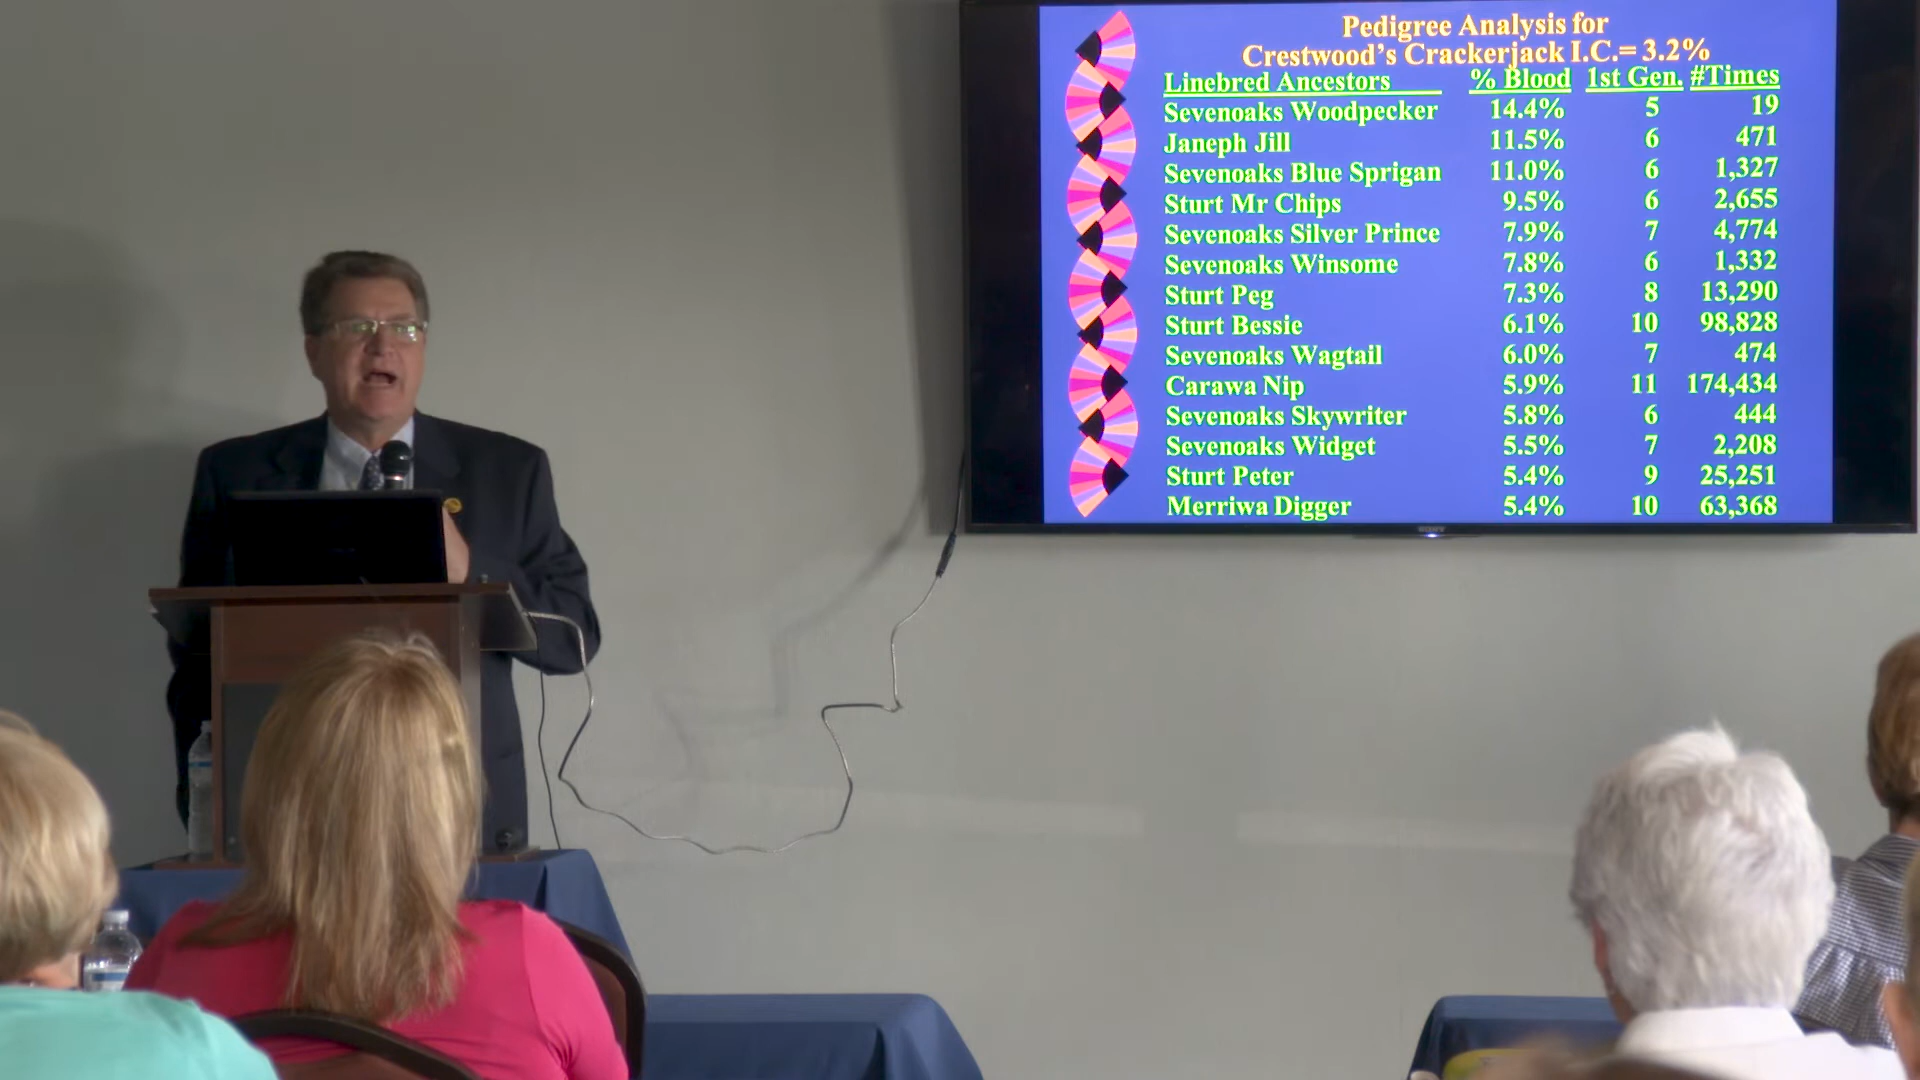 Pedigree Analysis for
Crestwood's Crackerjack I.C.= 3.2%
Linebred Ancestors % Blood 1st Gen. #Times
Sevenoaks Woodpecker 14.4% 5 19
Janeph Jill 11.5% 6 471
Sevenoaks Blue Sprigan 11.0% 6 1,327
Sturt Mr Chips 9.5% 6 2,655
Sevenoaks Silver Prince 7.9% 7 4,774
Sevenoaks Winsome 7.8% 6 1,332
Sturt Peg 7.3% 8 13,290
Sturt Bessie 6.1% 10 98,828
Sevenoaks Wagtail 6.0% 7 474
Carawa Nip 5.9% 11 174,434
Sevenoaks Skywriter 5.8% 6 444
Sevenoaks Widget 5.5% 7 2,208
Sturt Peter 5.4% 9 25,251
Merriwa Digger 5.4% 10 63,368
SONY